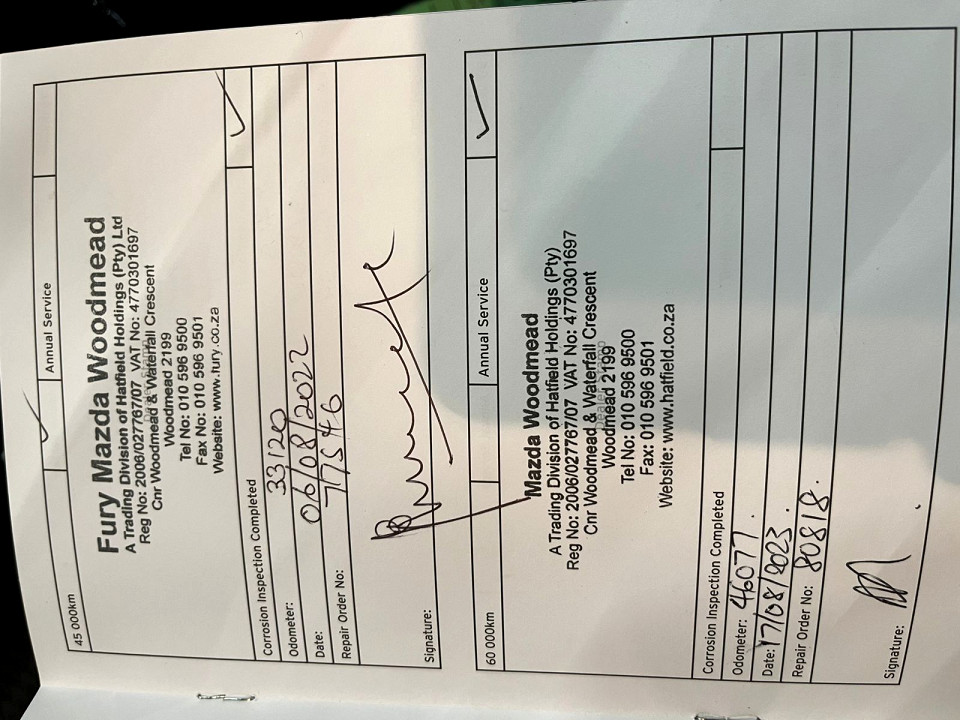 45 000km ✓ Annual Service
Fury Mazda Woodmead
A Trading Division of Hatfield Holdings (Pty) Ltd
Reg No: 2006/027767/07 VAT No: 4770301697
Cnr Woodmead & Waterfall Crescent
Woodmead 2199
Tel No: 010 596 9500
Fax No: 010 596 9501
Website: www.fury.co.za
Corrosion Inspection Completed ✓
Odometer: 33120
Date: 06/08/2022
Repair Order No: 77546
Signature:
60 000km Annual Service ✓
Mazda Woodmead
A Trading Division of Hatfield Holdings (Pty)
Reg No: 2006/027767/07 VAT No: 4770301697
Cnr Woodmead & Waterfall Crescent
Woodmead 2199
Tel No: 010 596 9500
Fax: 010 596 9501
Website: www.hatfield.co.za
Corrosion Inspection Completed
Odometer: 46077.
Date: 17/08/2023.
Repair Order No: 80818.
Signature: